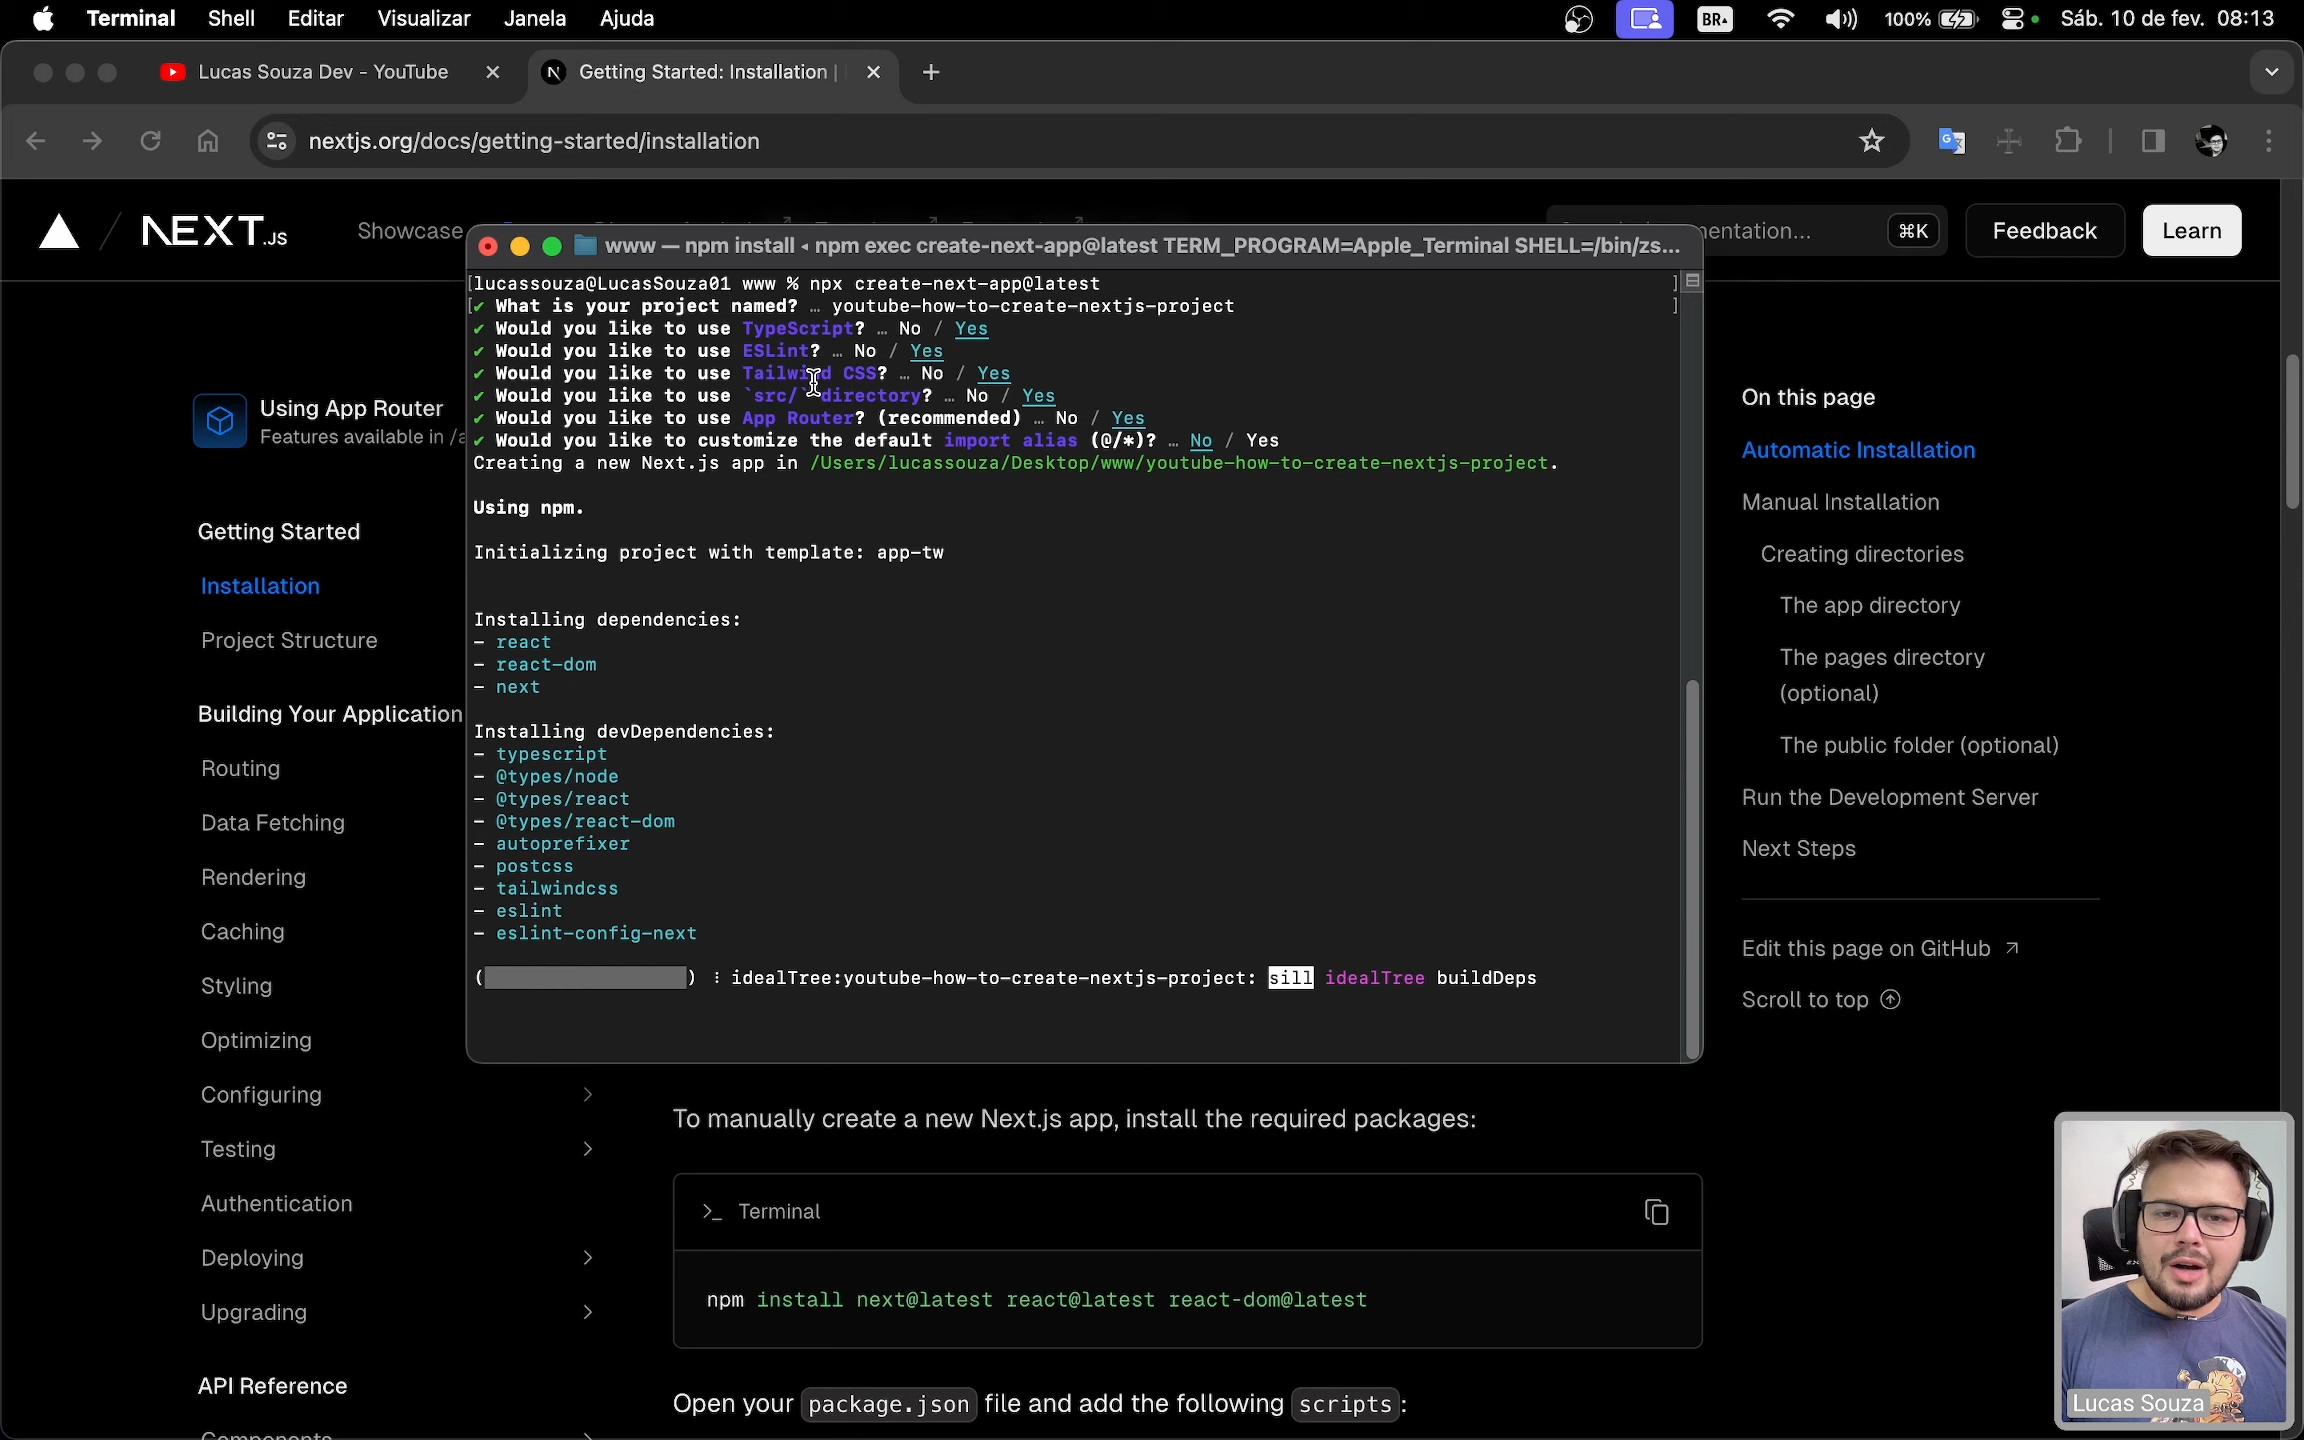 Terminal Shell Editar Visualizar Janela Ajuda
BR 100% Sáb. 10 de fev. 08:13
Lucas Souza Dev - YouTube
Getting Started: Installation |
nextjs.org/docs/getting-started/installation
NEXT.JS
Showcase
entation... ⌘K
Feedback
Learn
www — npm install ◂ npm exec create-next-app@latest TERM_PROGRAM=Apple_Terminal SHELL=/bin/zs...
[lucassouza@LucasSouza01 www % npx create-next-app@latest ]
[✔ What is your project named? … youtube-how-to-create-nextjs-project ]
✔ Would you like to use TypeScript? … No / Yes
✔ Would you like to use ESLint? … No / Yes
✔ Would you like to use Tailwind CSS? … No / Yes
✔ Would you like to use `src/` directory? … No / Yes
✔ Would you like to use App Router? (recommended) … No / Yes
✔ Would you like to customize the default import alias (@/*)? … No / Yes
Creating a new Next.js app in /Users/lucassouza/Desktop/www/youtube-how-to-create-nextjs-project.
Using npm.
Initializing project with template: app-tw
Installing dependencies:
- react
- react-dom
- next
Installing devDependencies:
- typescript
- @types/node
- @types/react
- @types/react-dom
- autoprefixer
- postcss
- tailwindcss
- eslint
- eslint-config-next
( ) ⠸ idealTree:youtube-how-to-create-nextjs-project: sill idealTree buildDeps
Using App Router
Features available in /a
Getting Started
Installation
Project Structure
Building Your Application
Routing
Data Fetching
Rendering
Caching
Styling
Optimizing
Configuring
Testing
Authentication
Deploying
Upgrading
API Reference
Components
To manually create a new Next.js app, install the required packages:
>_ Terminal
npm install next@latest react@latest react-dom@latest
Open your package.json file and add the following scripts:
On this page
Automatic Installation
Manual Installation
Creating directories
The app directory
The pages directory
(optional)
The public folder (optional)
Run the Development Server
Next Steps
Edit this page on GitHub
Scroll to top
Lucas Souza